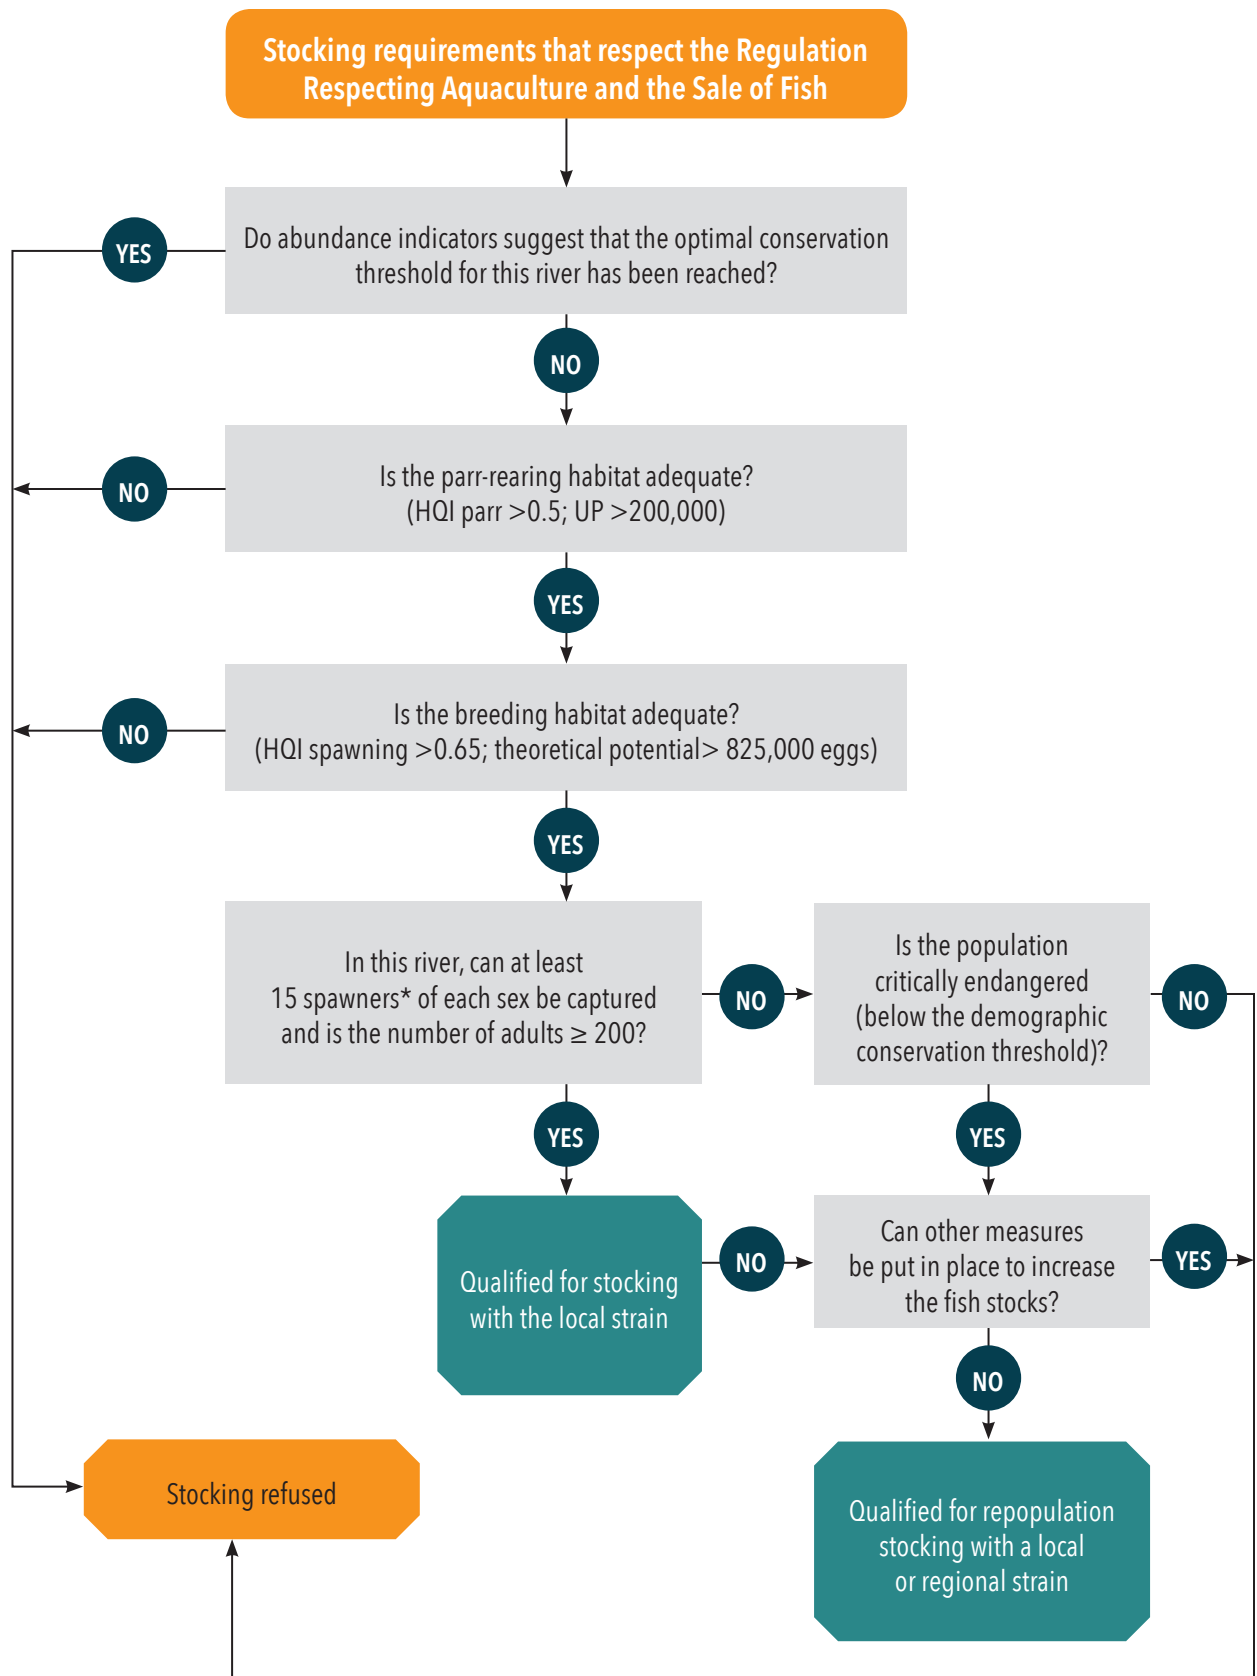 Stocking requirements that respect the Regulation
Respecting Aquaculture and the Sale of Fish
YES
Do abundance indicators suggest that the optimal conservation
threshold for this river has been reached?
NO
NO
Is the parr-rearing habitat adequate?
(HQI parr >0.5; UP >200,000)
YES
NO
Is the breeding habitat adequate?
(HQI spawning >0.65; theoretical potential> 825,000 eggs)
YES
In this river, can at least
15 spawners* of each sex be captured
and is the number of adults ≥ 200?
NO
Is the population
critically endangered
(below the demographic
conservation threshold)?
NO
YES
YES
Qualified for stocking
with the local strain
NO
Can other measures
be put in place to increase
the fish stocks?
YES
NO
Stocking refused
Qualified for repopulation
stocking with a local
or regional strain